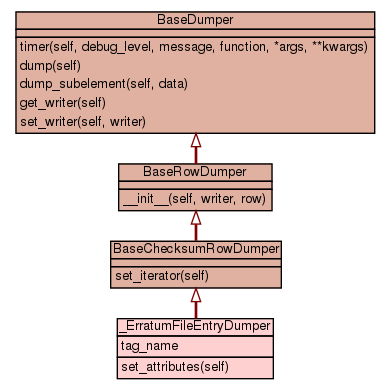 BaseDumper
timer(self, debug_level, message, function, *args, **kwargs)
dump(self)
dump_subelement(self, data)
get_writer(self)
set_writer(self, writer)
BaseRowDumper
__init__(self, writer, row)
BaseChecksumRowDumper
set_iterator(self)
_ErratumFileEntryDumper
tag_name
set_attributes(self)